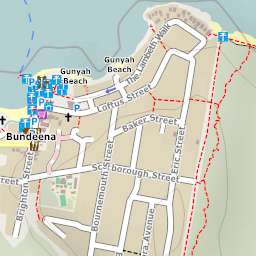 Gunyah
Beach
Gunyah
Beach
The Lambeth Walk
Loftus Street
Bundeena
Baker Street
Scarborough Street
Eric Street
Bournemouth Street
Brighton Street
Street
Avenue
P
P
P